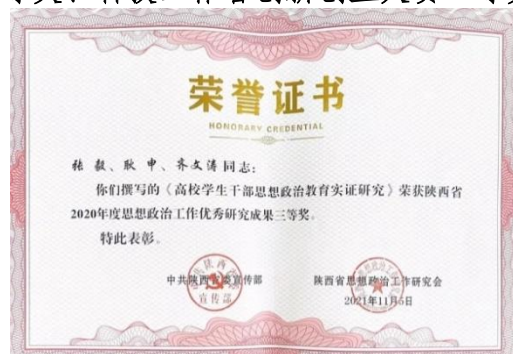 荣誉证书
HONORARY CREDENTIAL
张毅、耿申、齐文涛同志:
你们撰写的《高校学生干部思想政治教育实证研究》荣获陕西省
2020年度思想政治工作优秀研究成果三等奖。
特此表彰。
中共陕西省委宣传部
陕西省思想政治工作研究会
2021年11月5日